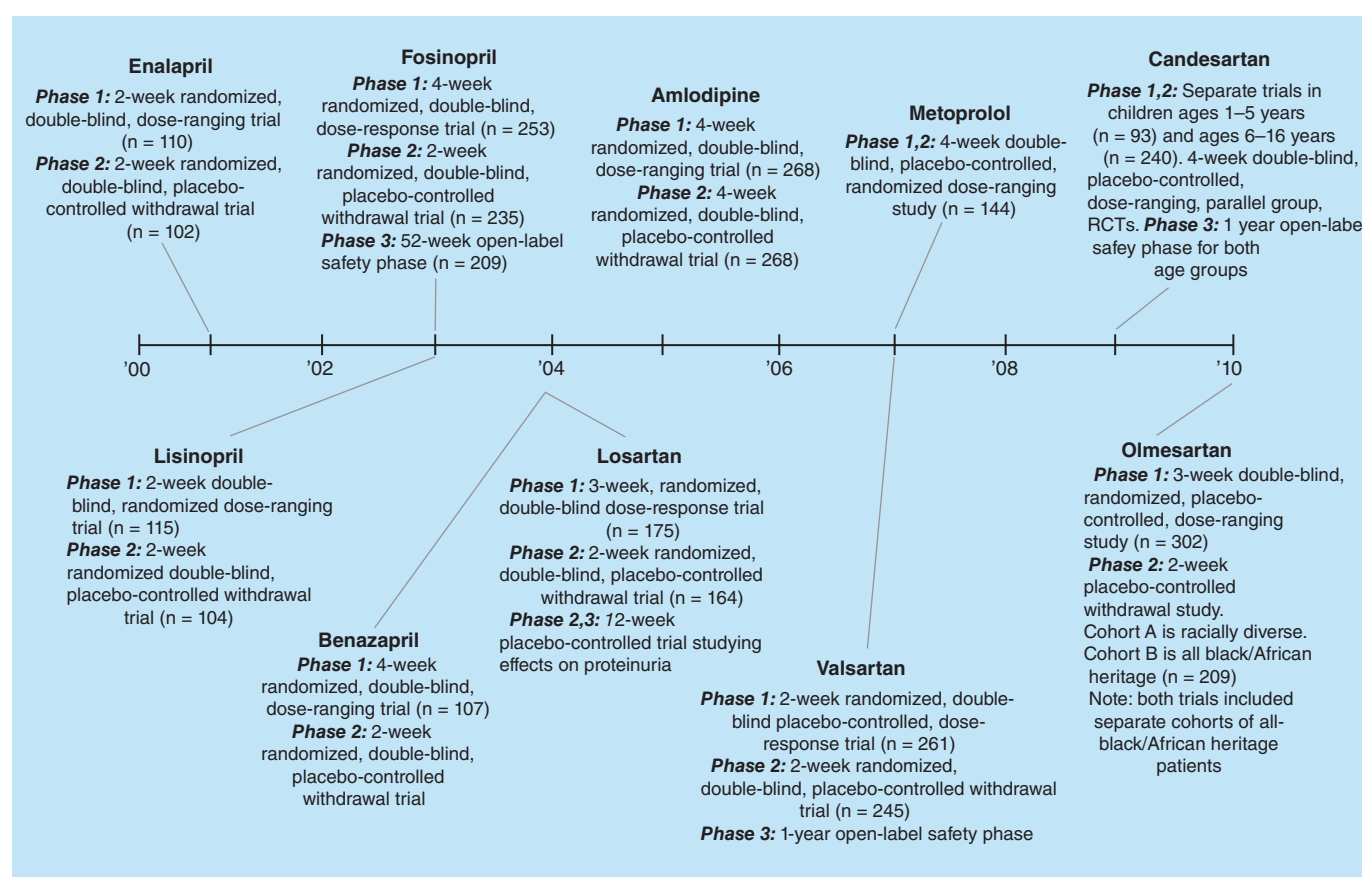 Enalapril
Phase 1: 2-week randomized,
double-blind, dose-ranging trial
(n = 110)
Phase 2: 2-week randomized,
double-blind, placebo-
controlled withdrawal trial
(n = 102)
Fosinopril
Phase 1: 4-week
randomized, double-blind,
dose-response trial (n = 253)
Phase 2: 2-week
randomized, double-blind,
placebo-controlled
withdrawal trial (n = 235)
Phase 3: 52-week open-label
safety phase (n = 209)
Amlodipine
Phase 1: 4-week
randomized, double-blind,
dose-ranging trial (n = 268)
Phase 2: 4-week
randomized, double-blind,
placebo-controlled
withdrawal trial (n = 268)
Metoprolol
Phase 1,2: 4-week double-
blind, placebo-controlled,
randomized dose-ranging
study (n = 144)
Candesartan
Phase 1,2: Separate trials in
children ages 1–5 years
(n = 93) and ages 6–16 years
(n = 240). 4-week double-blind,
placebo-controlled,
dose-ranging, parallel group,
RCTs. Phase 3: 1 year open-labe
safey phase for both
age groups
'00 '02 '04 '06 '08 '10
Lisinopril
Phase 1: 2-week double-
blind, randomized dose-ranging
trial (n = 115)
Phase 2: 2-week
randomized double-blind,
placebo-controlled withdrawal
trial (n = 104)
Benazapril
Phase 1: 4-week
randomized, double-blind,
dose-ranging trial (n = 107)
Phase 2: 2-week
randomized, double-blind,
placebo-controlled
withdrawal trial
Losartan
Phase 1: 3-week, randomized,
double-blind dose-response trial
(n = 175)
Phase 2: 2-week randomized,
double-blind, placebo-controlled
withdrawal trial (n = 164)
Phase 2,3: 12-week
placebo-controlled trial studying
effects on proteinuria
Valsartan
Phase 1: 2-week randomized, double-
blind placebo-controlled, dose-
response trial (n = 261)
Phase 2: 2-week randomized,
double-blind, placebo-controlled withdrawal
trial (n = 245)
Phase 3: 1-year open-label safety phase
Olmesartan
Phase 1: 3-week double-blind,
randomized, placebo-
controlled, dose-ranging
study (n = 302)
Phase 2: 2-week
placebo-controlled
withdrawal study.
Cohort A is racially diverse.
Cohort B is all black/African
heritage (n = 209)
Note: both trials included
separate cohorts of all-
black/African heritage
patients